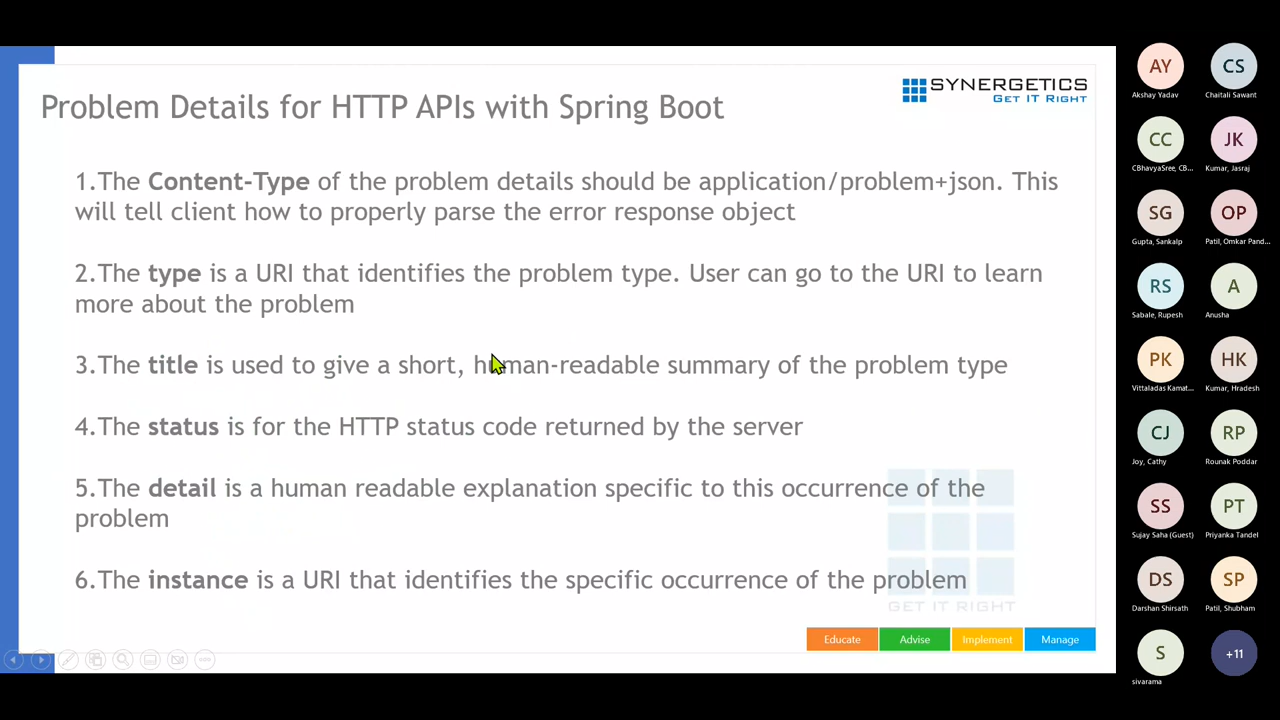 SYNERGETICS
GET IT RIGHT
Problem Details for HTTP APIs with Spring Boot
1.The Content-Type of the problem details should be application/problem+json. This
will tell client how to properly parse the error response object
2.The type is a URI that identifies the problem type. User can go to the URI to learn
more about the problem
3.The title is used to give a short, human-readable summary of the problem type
4.The status is for the HTTP status code returned by the server
5.The detail is a human readable explanation specific to this occurrence of the
problem
6.The instance is a URI that identifies the specific occurrence of the problem
GET IT RIGHT
Educate Advise Implement Manage
AY CS
Akshay Yadav Chaitali Sawant
CC JK
CBhavyaSree, CB... Kumar, Jasraj
SG OP
Gupta, Sankalp Patil, Omkar Pand...
RS A
Sabale, Rupesh Anusha
PK HK
Vittaladas Kamat... Kumar, Hradesh
CJ RP
Joy, Cathy Rounak Poddar
SS PT
Sujay Saha (Guest) Priyanka Tandel
DS SP
Darshan Shirsath Patil, Shubham
S +11
sivarama